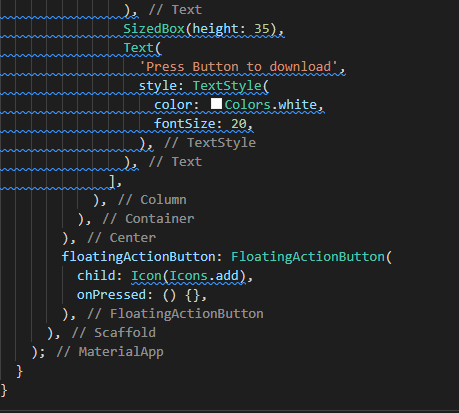 ), // Text
SizedBox(height: 35),
Text(
'Press Button to download',
style: TextStyle(
color: Colors.white,
fontSize: 20,
), // TextStyle
), // Text
],
), // Column
), // Container
), // Center
floatingActionButton: FloatingActionButton(
child: Icon(Icons.add),
onPressed: () {},
), // FloatingActionButton
), // Scaffold
); // MaterialApp
}
}